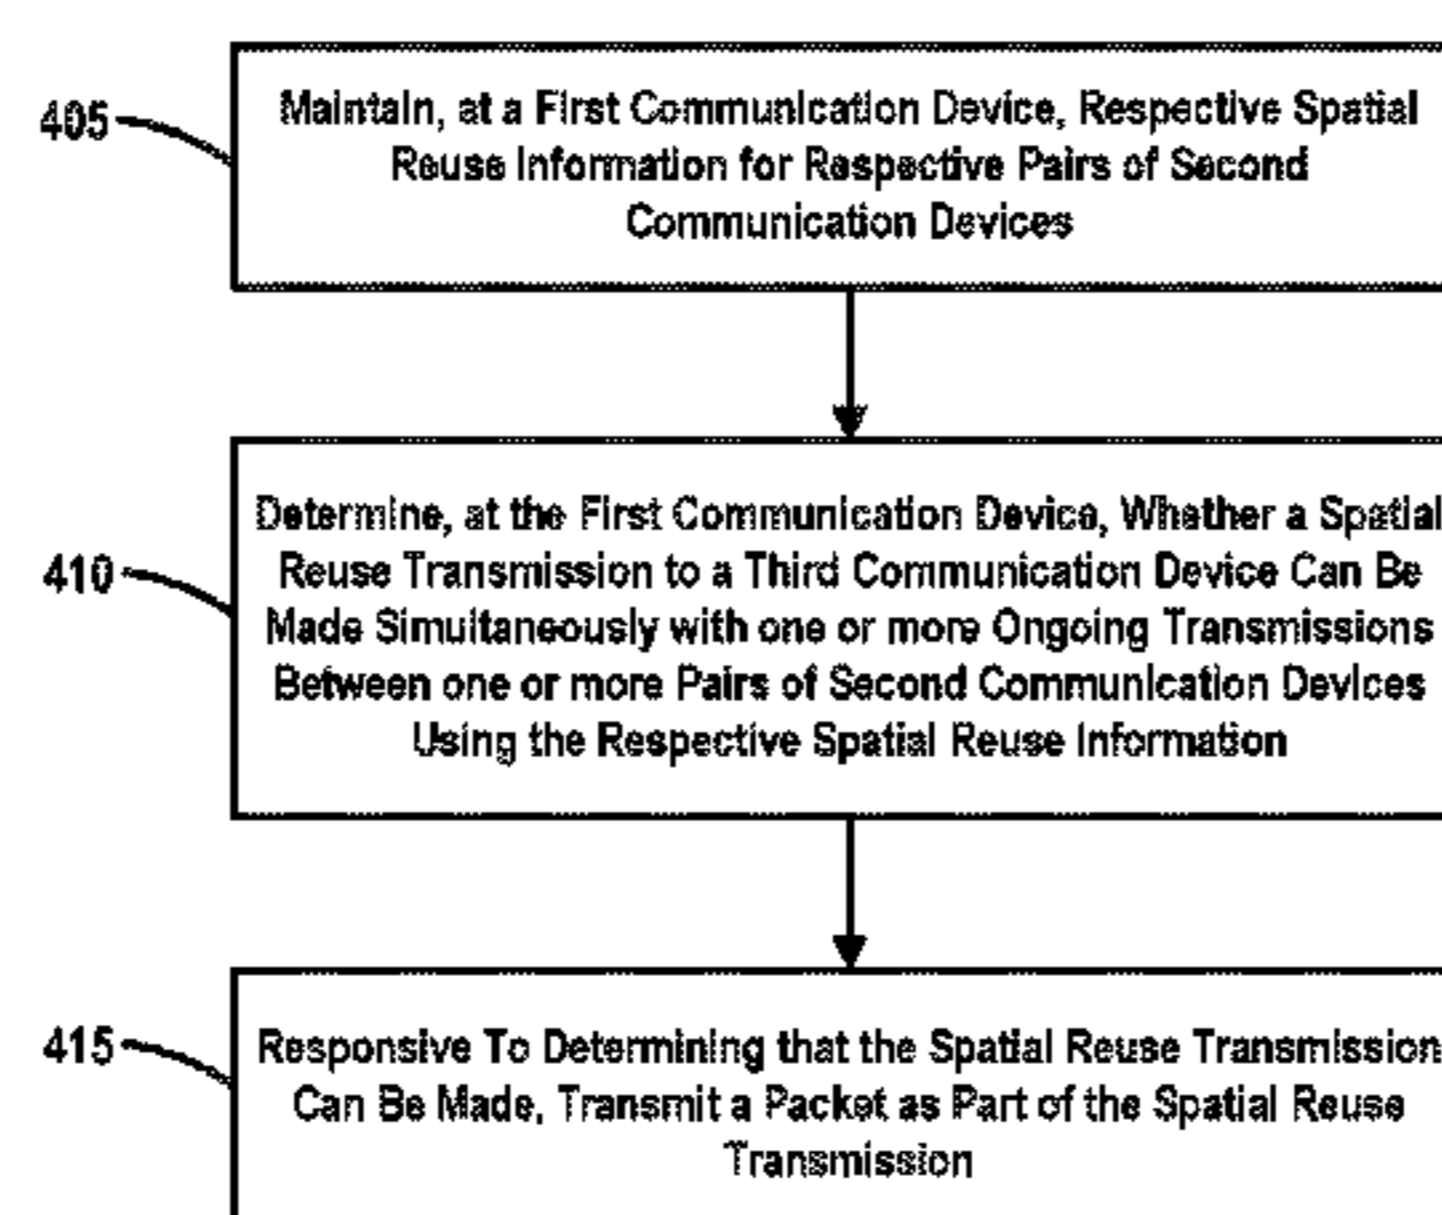 405
Maintain, at a First Communication Device, Respective Spatial
Reuse Information for Respective Pairs of Second
Communication Devices
410
Determine, at the First Communication Device, Whether a Spatial
Reuse Transmission to a Third Communication Device Can Be
Made Simultaneously with one or more Ongoing Transmissions
Between one or more Pairs of Second Communication Devices
Using the Respective Spatial Reuse Information
415
Responsive To Determining that the Spatial Reuse Transmission
Can Be Made, Transmit a Packet as Part of the Spatial Reuse
Transmission